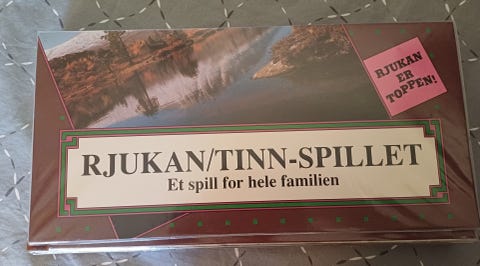 RJUKAN
ER
TOPPEN!
RJUKAN/TINN-SPILLET
Et spill for hele familien